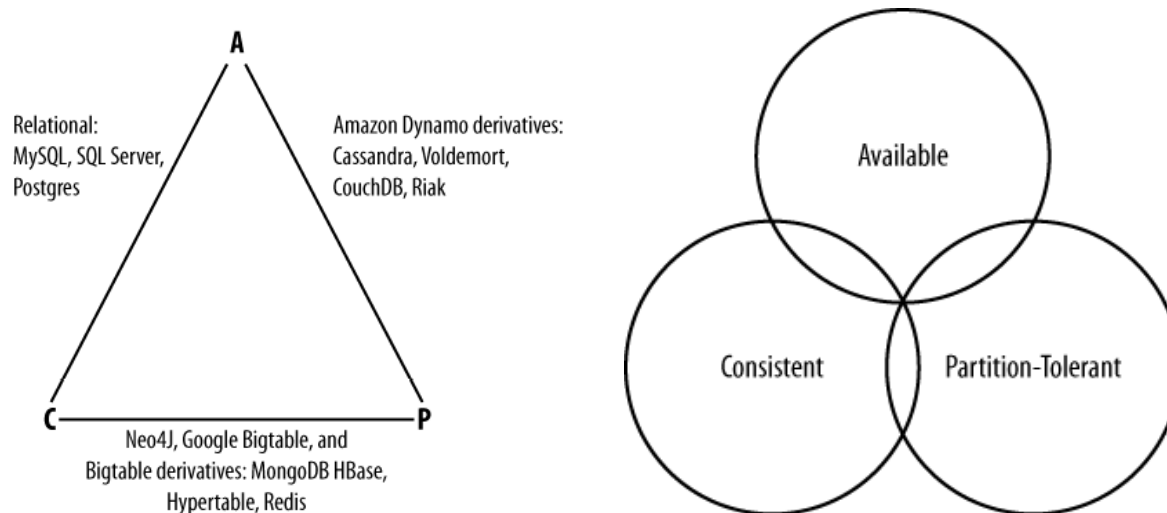 A
Relational:
MySQL, SQL Server,
Postgres
Amazon Dynamo derivatives:
Cassandra, Voldemort,
CouchDB, Riak
C
P
Neo4J, Google Bigtable, and
Bigtable derivatives: MongoDB HBase,
Hypertable, Redis
Available
Consistent
Partition-Tolerant